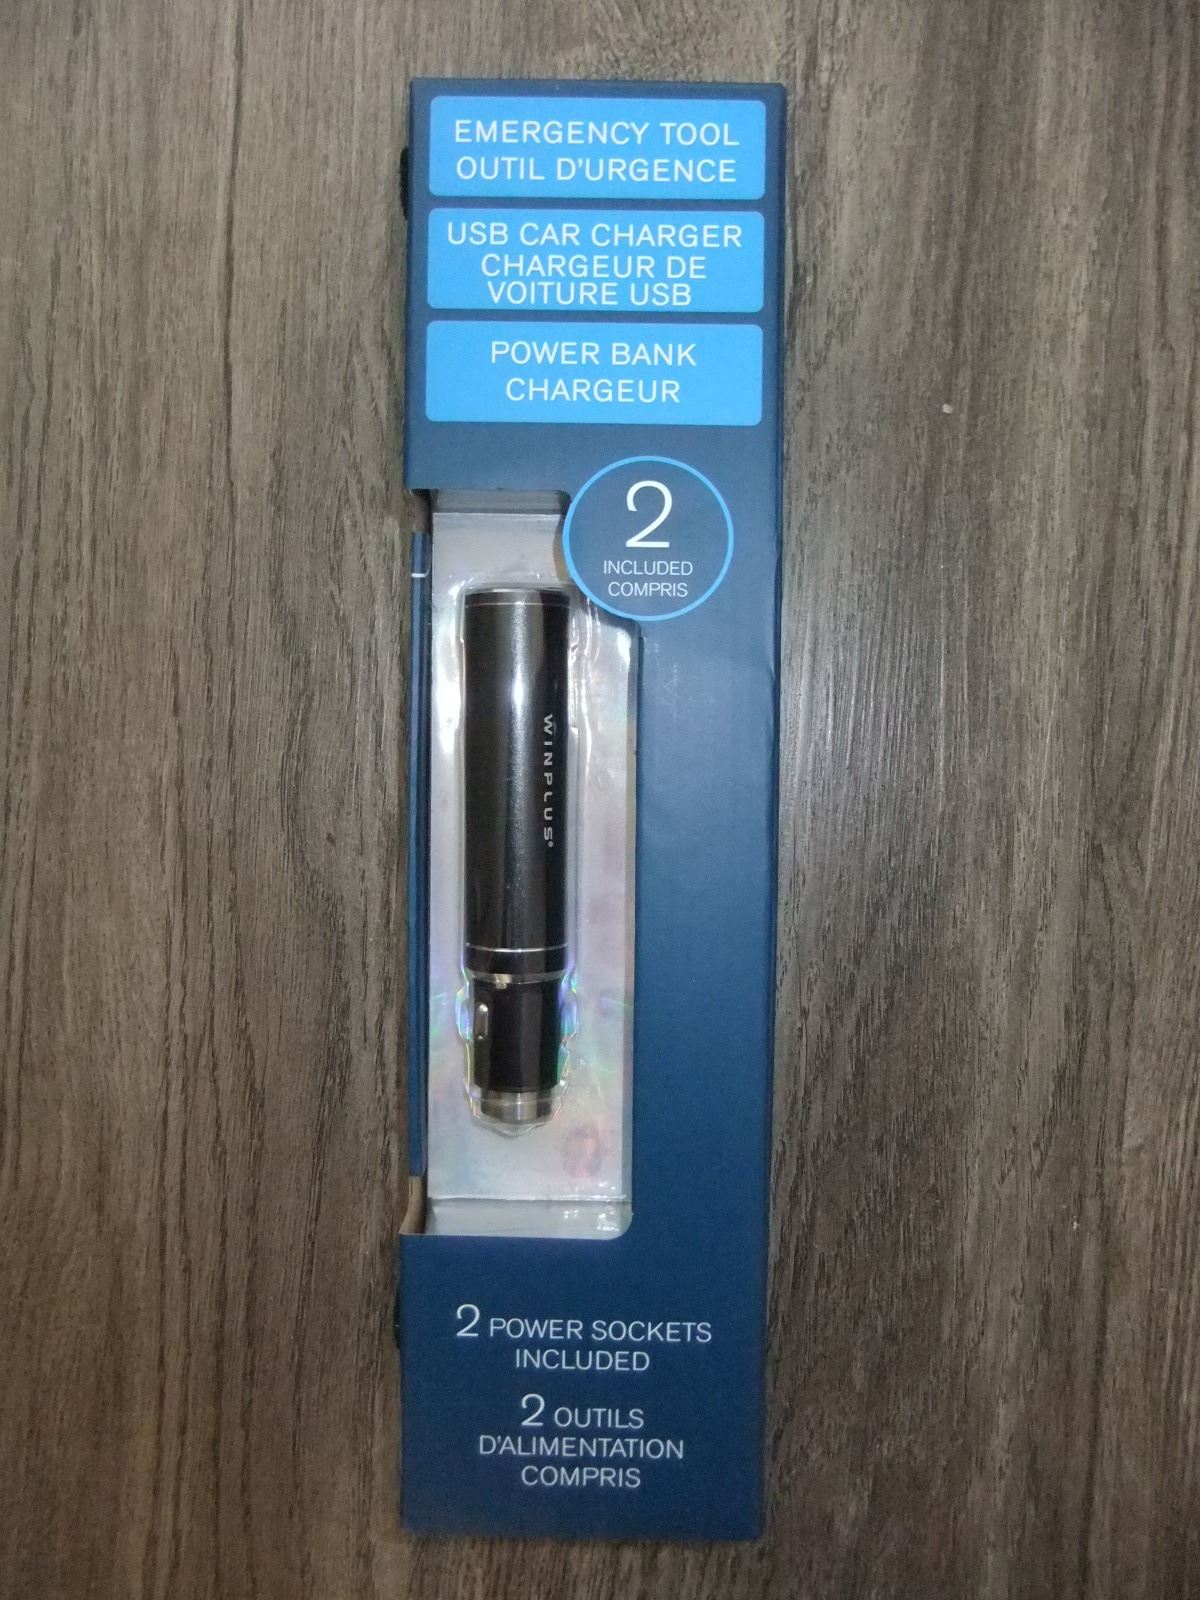 EMERGENCY TOOL
OUTIL D'URGENCE
USB CAR CHARGER
CHARGEUR DE
VOITURE USB
POWER BANK
CHARGEUR
2
INCLUDED
COMPRIS
WINPLUS®
2 POWER SOCKETS
INCLUDED
2 OUTILS
D'ALIMENTATION
COMPRIS